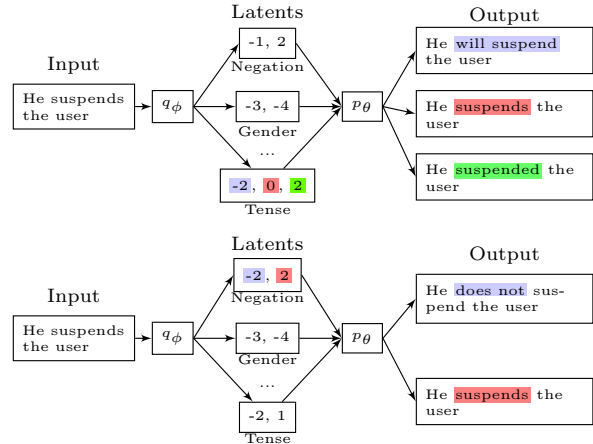 Latents
Output
Input
-1, 2
Negation
He will suspend
the user
He suspends
the user
qϕ
-3, -4
Gender
pθ
He suspends the
user
...
-2, 0, 2
Tense
He suspended the
user
Latents
Output
Input
-2, 2
Negation
He does not sus-
pend the user
He suspends
the user
qϕ
-3, -4
Gender
pθ
...
-2, 1
Tense
He suspends the
user